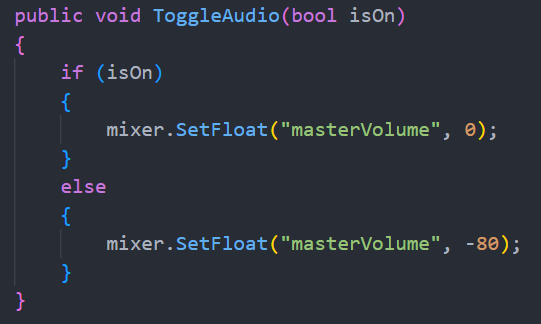 public void ToggleAudio(bool isOn)
{
    if (isOn)
    {
        mixer.SetFloat("masterVolume", 0);
    }
    else
    {
        mixer.SetFloat("masterVolume", -80);
    }
}